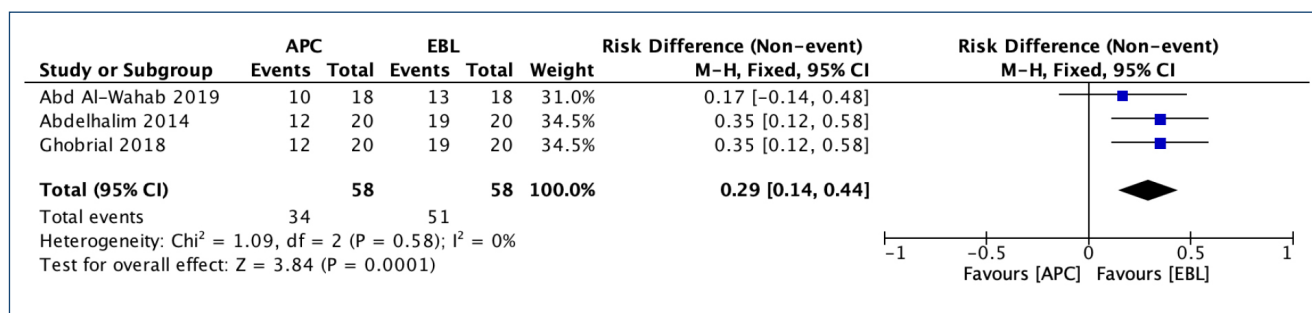 APC EBL Risk Difference (Non-event) Risk Difference (Non-event)
Study or Subgroup Events Total Events Total Weight M-H, Fixed, 95% CI M-H, Fixed, 95% CI
Abd Al-Wahab 2019 10 18 13 18 31.0% 0.17 [-0.14, 0.48]
Abdelhalim 2014 12 20 19 20 34.5% 0.35 [0.12, 0.58]
Ghobrial 2018 12 20 19 20 34.5% 0.35 [0.12, 0.58]
Total (95% CI) 58 58 100.0% 0.29 [0.14, 0.44]
Total events 34 51
Heterogeneity: Chi² = 1.09, df = 2 (P = 0.58); I² = 0%
Test for overall effect: Z = 3.84 (P = 0.0001)
-1 -0.5 0 0.5 1
Favours [APC] Favours [EBL]